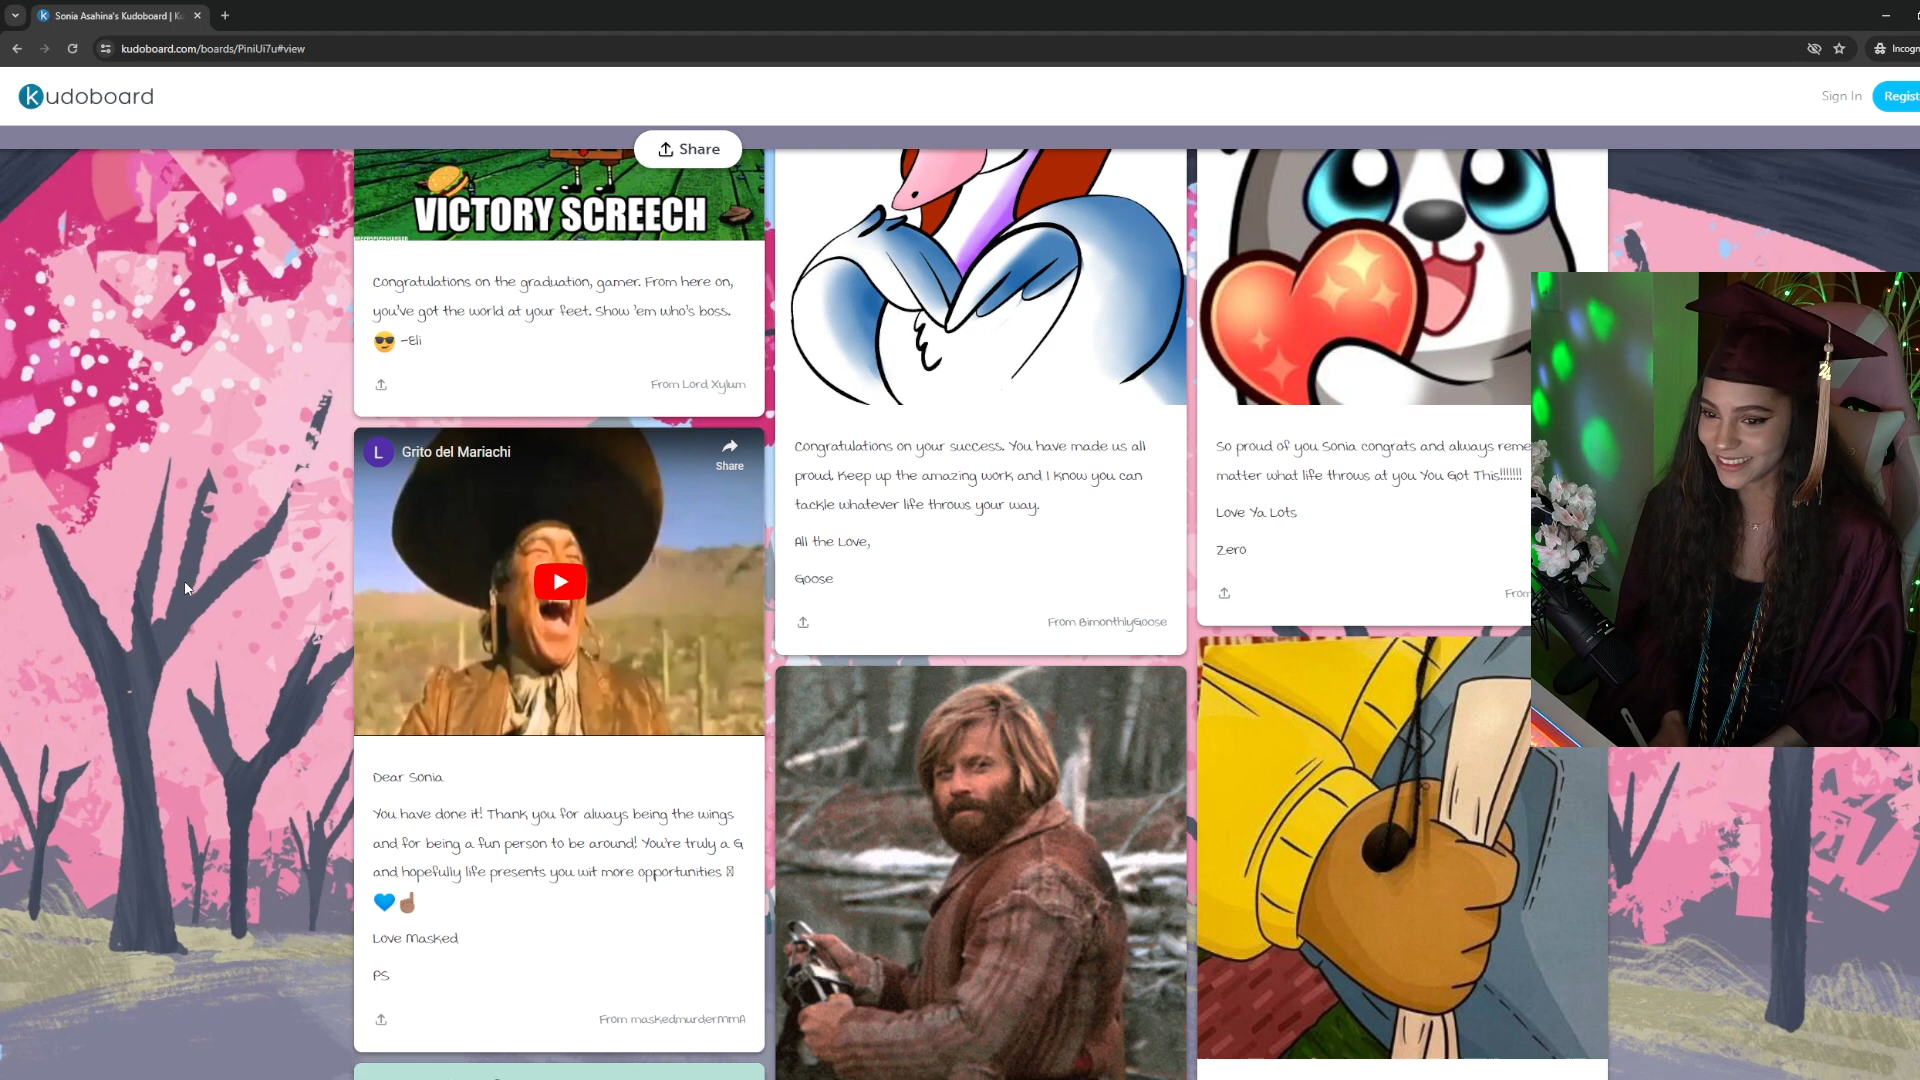 Sonia Asahina's Kudoboard | Ku
kudoboard.com/boards/PiniUi7u#view
Incogn
kudoboard
Sign In
Regist
Share
VICTORY SCREECH
Congratulations on the graduation, gamer. From here on,
you've got the world at your feet. Show 'em who's boss.
😎 -Eli
From Lord Xylum
L Grito del Mariachi
Share
Dear Sonia
You have done it! Thank you for always being the wings
and for being a fun person to be around! You're truly a G
and hopefully life presents you wit more opportunities
💙☝🏽
Love Masked
PS
From maskedmurdermmA
Congratulations on your success. You have made us all
proud. Keep up the amazing work and I know you can
tackle whatever life throws your way.
All the Love,
Goose
From BimonthlyGoose
So proud of you Sonia congrats and always reme
matter what life throws at you You Got This!!!!!!!
Love Ya Lots
Zero
From